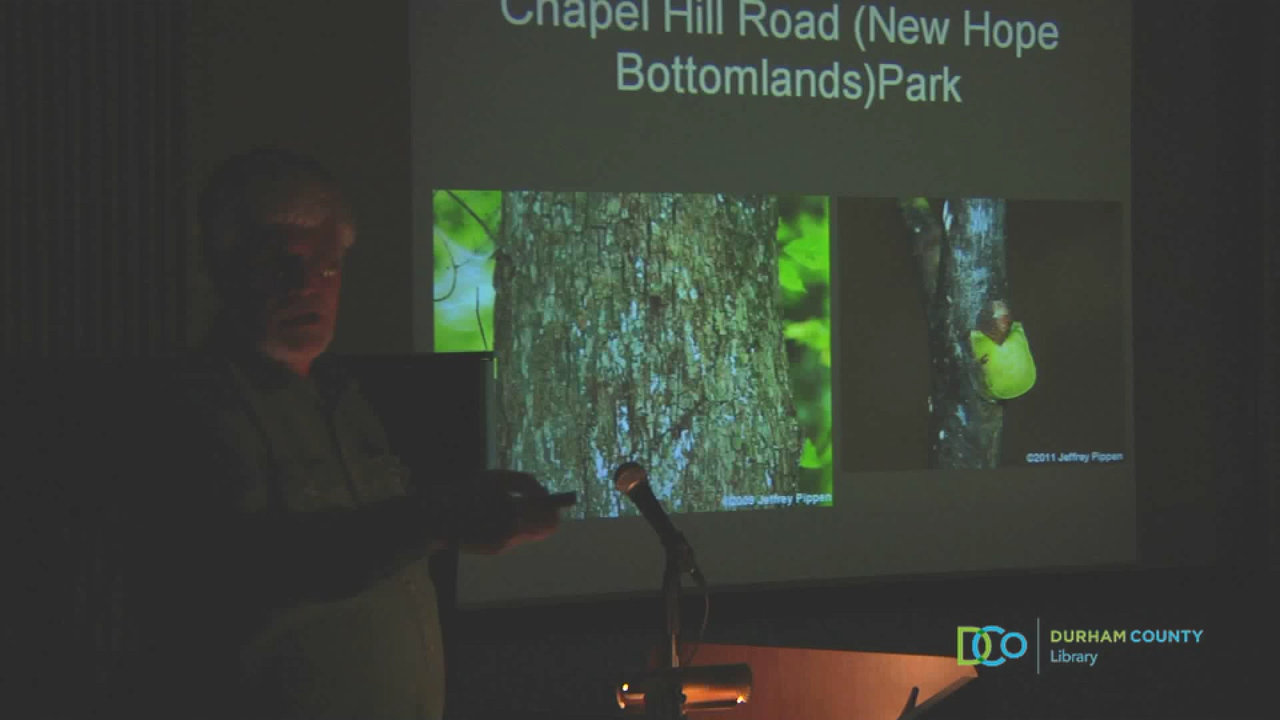 Chapel Hill Road (New Hope
Bottomlands)Park
©2009 Jeffrey Pippen
©2011 Jeffrey Pippen
DCo
DURHAM COUNTY
Library